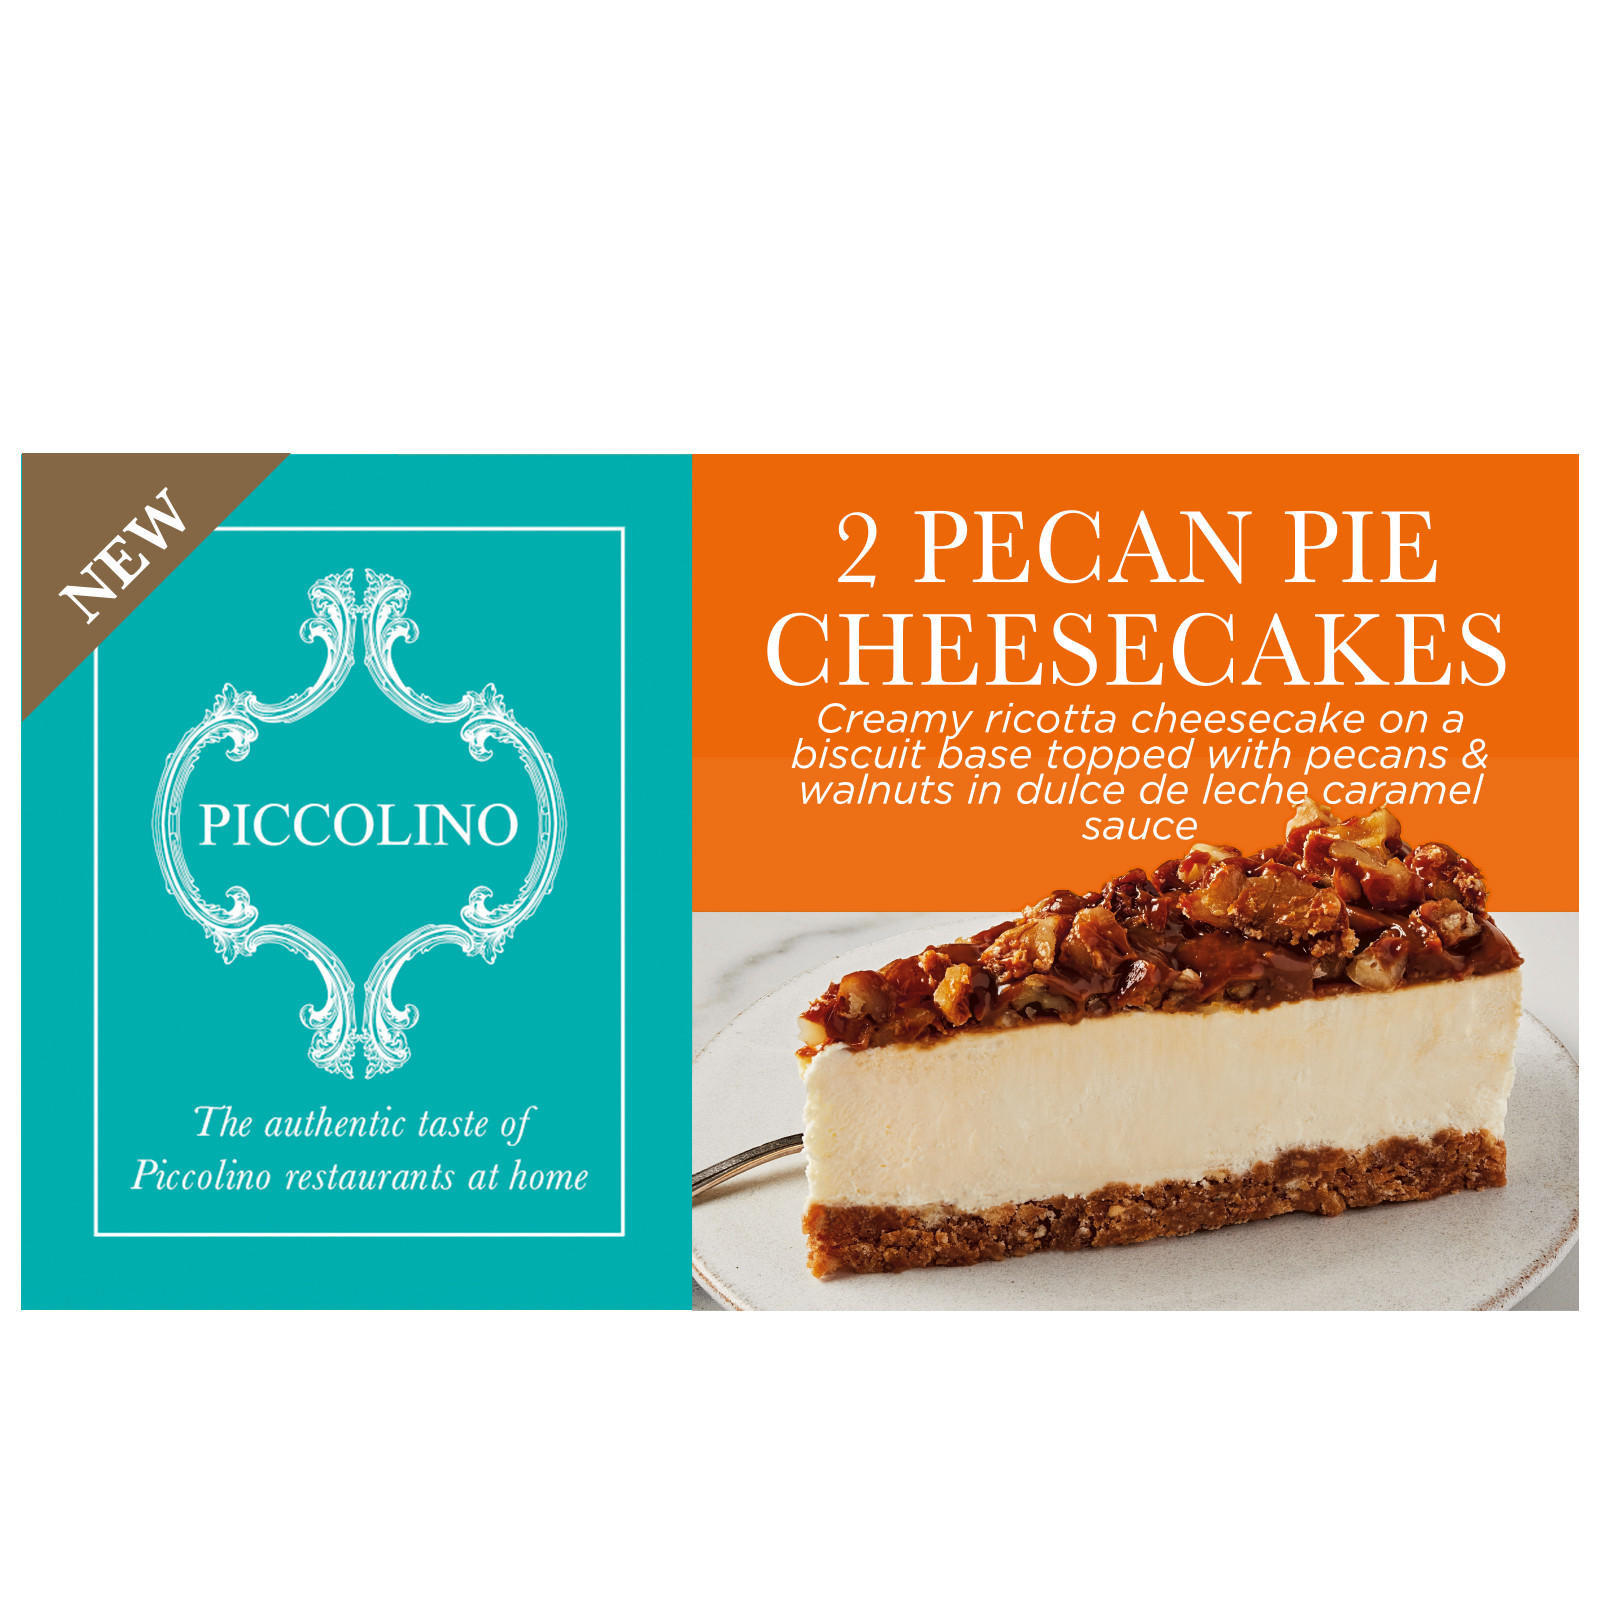 NEW
PICCOLINO
The authentic taste of
Piccolino restaurants at home
2 PECAN PIE
CHEESECAKES
Creamy ricotta cheesecake on a
biscuit base topped with pecans &
walnuts in dulce de leche caramel
sauce